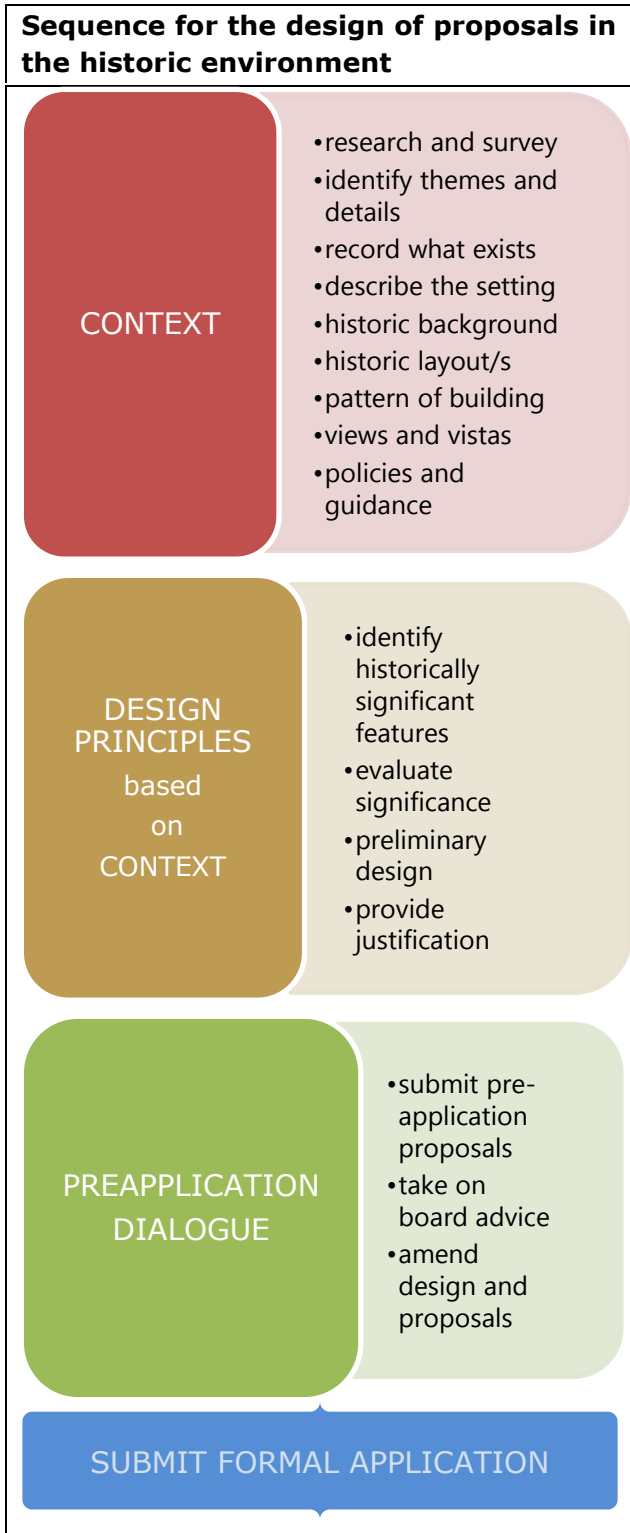 Sequence for the design of proposals in
the historic environment
CONTEXT
•research and survey
•identify themes and
details
•record what exists
•describe the setting
•historic background
•historic layout/s
•pattern of building
•views and vistas
•policies and
guidance
DESIGN
PRINCIPLES
based
on
CONTEXT
•identify
historically
significant
features
•evaluate
significance
•preliminary
design
•provide
justification
PREAPPLICATION
DIALOGUE
•submit pre-
application
proposals
•take on
board advice
•amend
design and
proposals
SUBMIT FORMAL APPLICATION